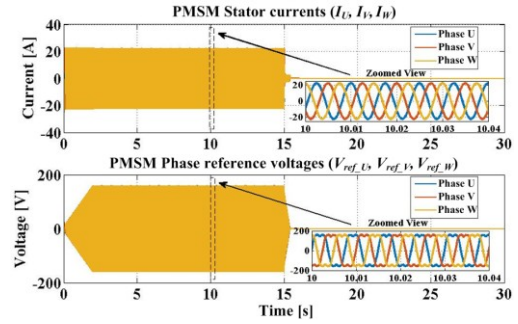 PMSM Stator currents (I_U, I_V, I_W)
Current [A]
40
20
0
-20
-40
Phase U
Phase V
Phase W
Zoomed View
20
0
-20
10 10.01 10.02 10.03 10.04
0 5 10 15 20 25 30
PMSM Phase reference voltages (V_ref_U, V_ref_V, V_ref_W)
Voltage [V]
200
0
-200
Phase U
Phase V
Phase W
Zoomed View
200
0
-200
10 10.01 10.02 10.03 10.04
0 5 10 15 20 25 30
Time [s]